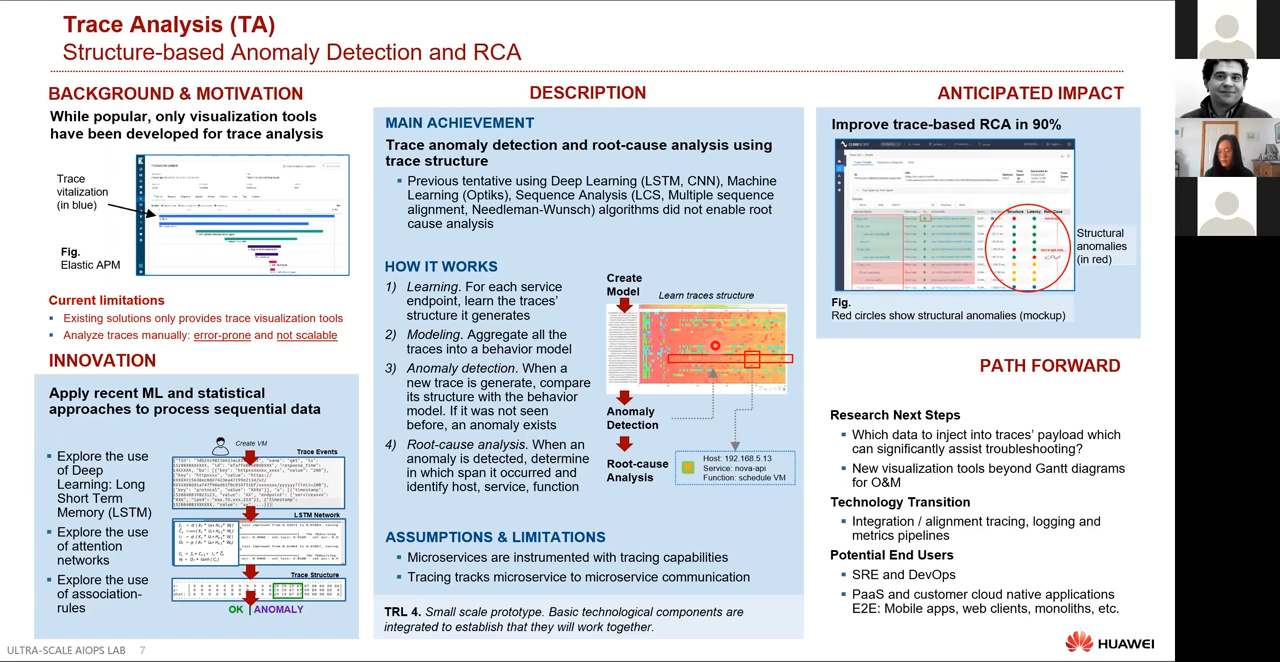 Trace Analysis (TA)
Structure-based Anomaly Detection and RCA
BACKGROUND & MOTIVATION
While popular, only visualization tools
have been developed for trace analysis
Trace
vitalization
(in blue)
Fig.
Elastic APM
Current limitations
Existing solutions only provides trace visualization tools
Analyze traces manually: error-prone and not scalable
INNOVATION
Apply recent ML and statistical
approaches to process sequential data
Explore the use
of Deep
Learning: Long
Short Term
Memory (LSTM)
Explore the use
of attention
networks
Explore the use
of association-
rules
Create VM
Trace Events
LSTM Network
Trace Structure
OK ANOMALY
DESCRIPTION
MAIN ACHIEVEMENT
Trace anomaly detection and root-cause analysis using
trace structure
Previous tentative using Deep Learning (LSTM, CNN), Machine
Learning (Optiks), Sequence Analysis (LCS, Multiple sequence
alignment, Needleman-Wunsch) algorithms did not enable root
cause analysis
HOW IT WORKS
1) Learning. For each service
endpoint, learn the traces'
structure it generates
2) Modeling. Aggregate all the
traces into a behavior model
3) Anomaly detection. When a
new trace is generate, compare
its structure with the behavior
model. If it was not seen
before, an anomaly exists
4) Root-cause analysis. When an
anomaly is detected, determine
in which span it occurred and
identify host, service, function
Create
Model
Learn traces structure
Anomaly
Detection
Root-cause
Analysis
Host: 192.168.5.13
Service: nova-api
Function: schedule VM
ASSUMPTIONS & LIMITATIONS
Microservices are instrumented with tracing capabilities
Tracing tracks microservice to microservice communication
TRL 4. Small scale prototype. Basic technological components are
integrated to establish that they will work together.
ANTICIPATED IMPACT
Improve trace-based RCA in 90%
Structure Latency
Structural
anomalies
(in red)
Fig.
Red circles show structural anomalies (mockup)
PATH FORWARD
Research Next Steps
Which data to inject into traces' payload which
can significantly assist troubleshooting?
New visualization tools beyond Gantt diagrams
for O&M
Technology Transition
Integration / alignment tracing, logging and
metrics pipelines
Potential End Users
SRE and DevOps
PaaS and customer cloud native applications
E2E: Mobile apps, web clients, monoliths, etc.
ULTRA-SCALE AIOPS LAB 7
HUAWEI